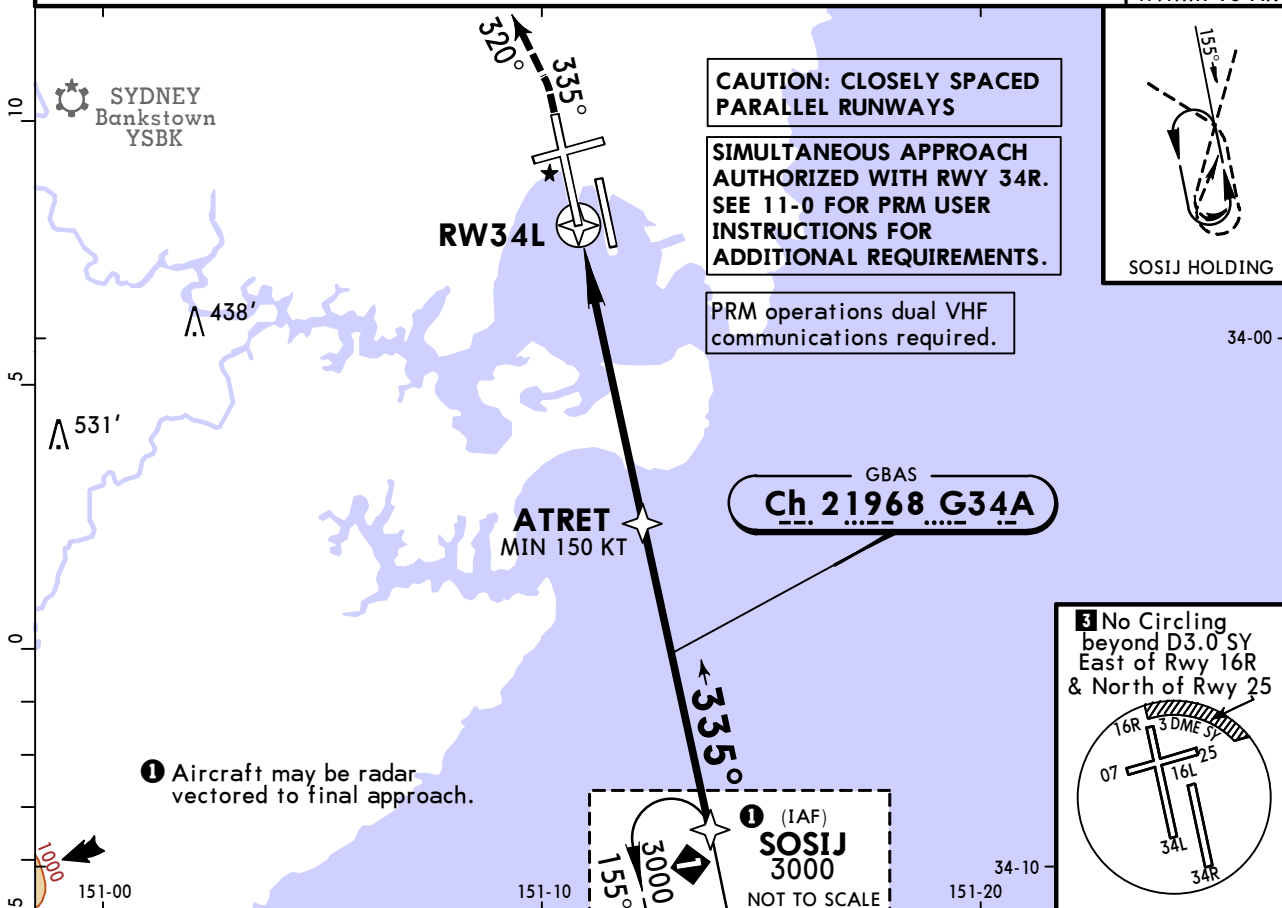 320°
335°
SYDNEY
Bankstown
YSBK
CAUTION: CLOSELY SPACED
PARALLEL RUNWAYS
SIMULTANEOUS APPROACH
AUTHORIZED WITH RWY 34R.
SEE 11-0 FOR PRM USER
INSTRUCTIONS FOR
ADDITIONAL REQUIREMENTS.
PRM operations dual VHF
communications required.
155°
SOSIJ HOLDING
10
RW34L
438'
34-00
5
531'
GBAS
Ch 21968 G34A
ATRET
MIN 150 KT
0
335°
3 No Circling
beyond D3.0 SY
East of Rwy 16R
& North of Rwy 25
16R
3 DME SY
25
07
16L
34L
34R
1 Aircraft may be radar
vectored to final approach.
1 (IAF)
SOSIJ
3000
NOT TO SCALE
3000
155°
1
1000
5
151-00
151-10
151-20
34-10